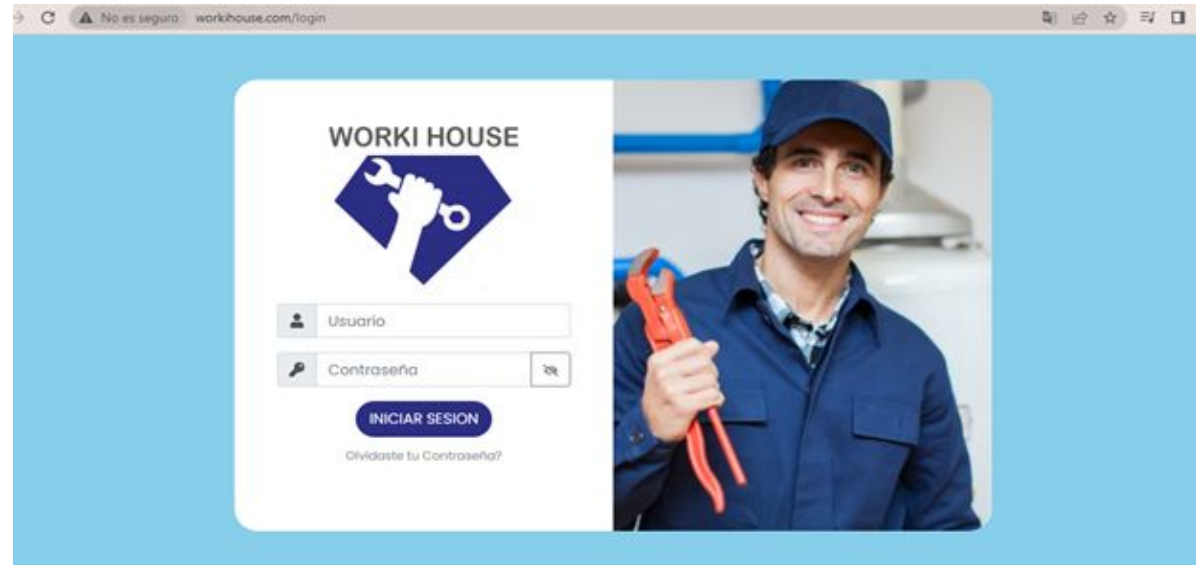 No es seguro workihouse.com/login
WORKI HOUSE
Usuario
Contraseña
INICIAR SESION
Olvidaste tu Contraseña?